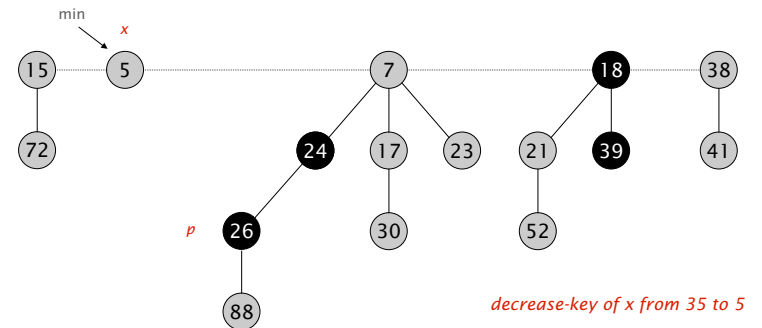 min
x
15 5 7 18 38
72 24 17 23 21 39 41
p 26 30 52
88
decrease-key of x from 35 to 5